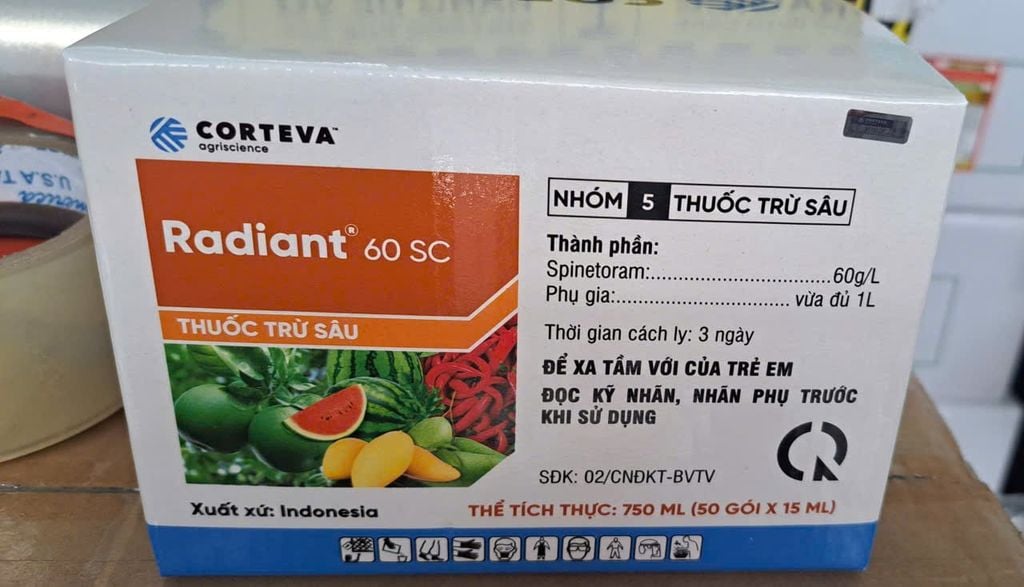 CORTEVA™
agriscience
Radiant® 60 SC
THUỐC TRỪ SÂU
NHÓM 5 THUỐC TRỪ SÂU
Thành phần:
Spinetoram:..............................60g/L
Phụ gia:............................. vừa đủ 1L
Thời gian cách ly: 3 ngày
ĐỂ XA TẦM VỚI CỦA TRẺ EM
ĐỌC KỸ NHÃN, NHÃN PHỤ TRƯỚC
KHI SỬ DỤNG
SĐK: 02/CNĐKT-BVTV
Xuất xứ: Indonesia
THỂ TÍCH THỰC: 750 ML (50 GÓI X 15 ML)
America
U.S.A